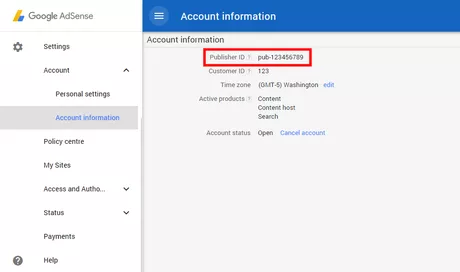 Google AdSense
Account information
Settings
Account
Personal settings
Account information
Policy centre
My Sites
Access and Autho...
Status
Payments
Help
Account information
Publisher ID ? pub-123456789
Customer ID ? 123
Time zone (GMT-5) Washington edit
Active products ? Content
Content host
Search
Account status Open Cancel account